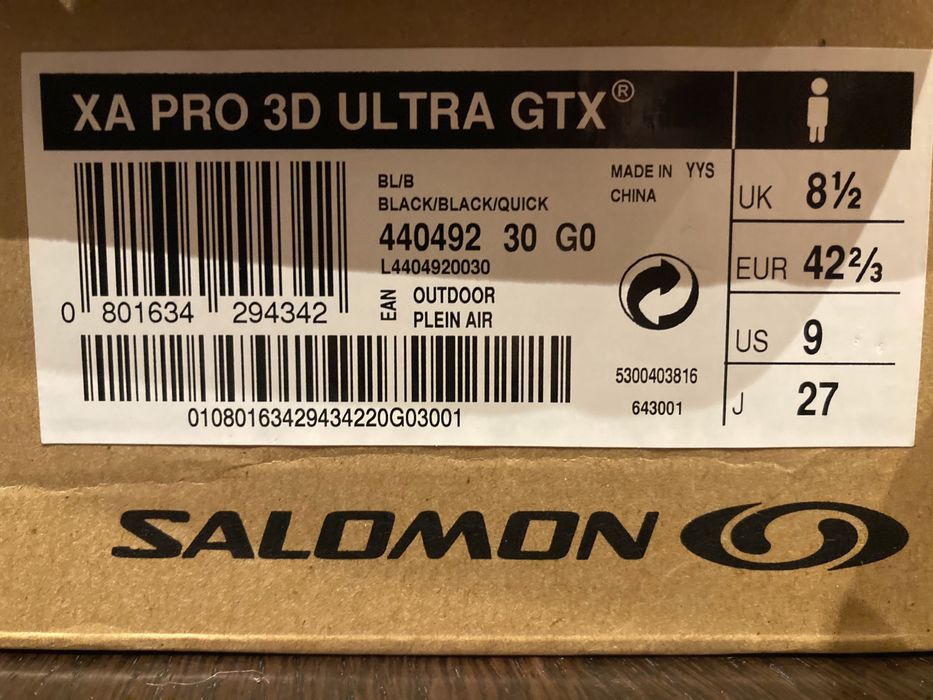 XA PRO 3D ULTRA GTX®
BL/B
BLACK/BLACK/QUICK
440492 30 G0
L4404920030
EAN
OUTDOOR
PLEIN AIR
0 801634 294342
01080163429434220G03001
MADE IN YYS
CHINA
5300403816
643001
UK 8½
EUR 42⅔
US 9
J 27
SALOMON